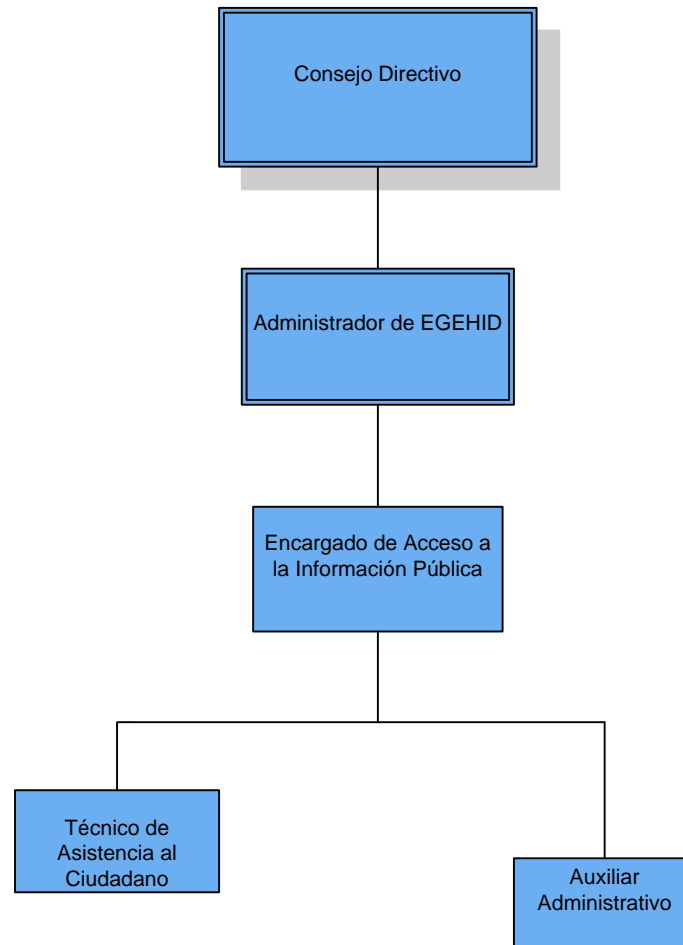 Consejo Directivo
Administrador de EGEHID
Encargado de Acceso a
la Información Pública
Técnico de
Asistencia al
Ciudadano
Auxiliar
Administrativo